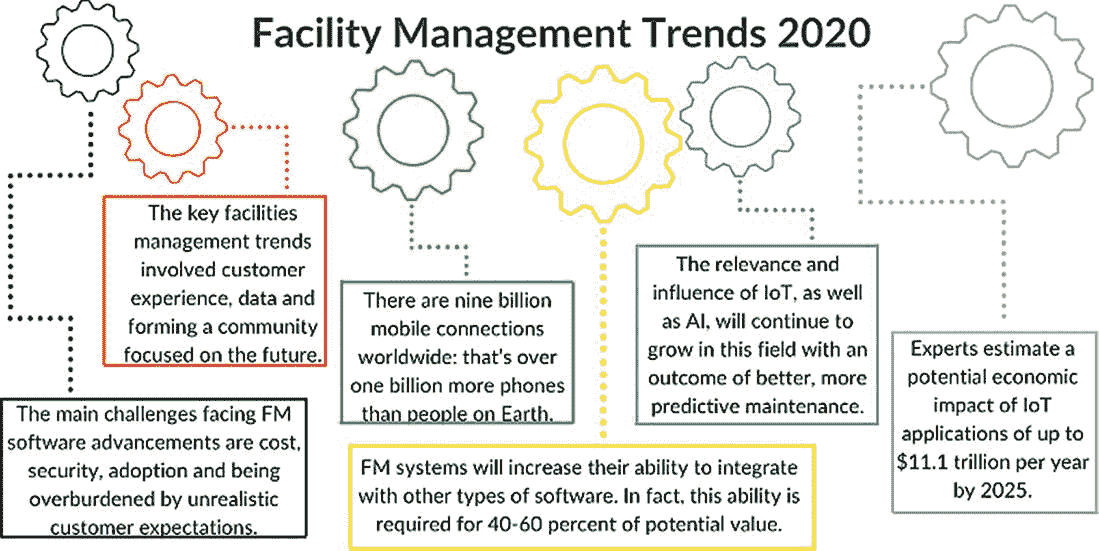 Facility Management Trends 2020
The key facilities
management trends
involved customer
experience, data and
forming a community
focused on the future.
The main challenges facing FM
software advancements are cost,
security, adoption and being
overburdened by unrealistic
customer expectations.
There are nine billion
mobile connections
worldwide: that's over
one billion more phones
than people on Earth.
FM systems will increase their ability to integrate
with other types of software. In fact, this ability is
required for 40-60 percent of potential value.
The relevance and
influence of IoT, as well
as AI, will continue to
grow in this field with an
outcome of better, more
predictive maintenance.
Experts estimate a
potential economic
impact of IoT
applications of up to
$11.1 trillion per year
by 2025.